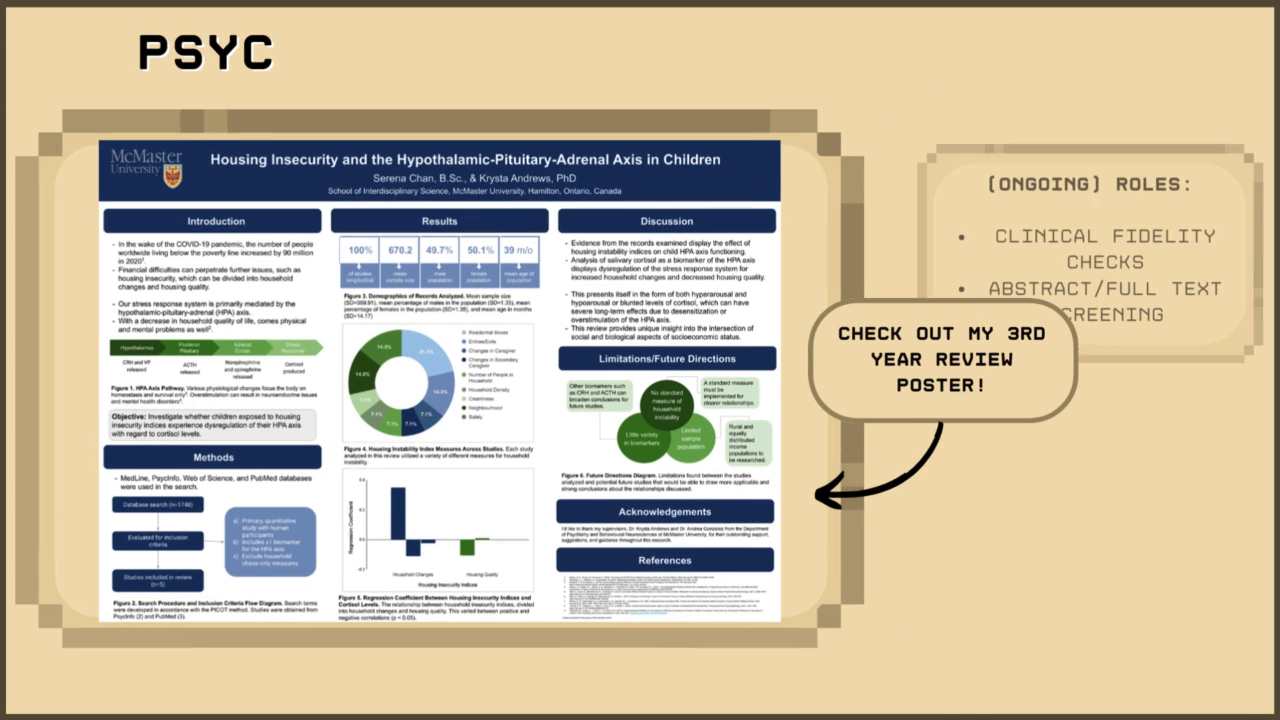 PSYC
McMaster
University
Housing Insecurity and the Hypothalamic-Pituitary-Adrenal Axis in Children
Serena Chan, B.Sc., & Krysta Andrews, PhD
School of Interdisciplinary Science, McMaster University, Hamilton, Ontario, Canada
Introduction
- In the wake of the COVID-19 pandemic, the number of people
worldwide living below the poverty line increased by 90 million
in 2020¹.
- Financial difficulties can perpetrate further issues, such as
housing insecurity, which can be divided into household
changes and housing quality.
- Our stress response system is primarily mediated by the
hypothalamic-pituitary-adrenal (HPA) axis.
- With a decrease in household quality of life, comes physical
and mental problems as well².
Hypothalamus
Posterior
Pituitary
Adrenal
Cortex
Stress
Response
CRH and VP
released
ACTH
released
Norepinephrine
and epinephrine
released
Cortisol
produced
Figure 1. HPA Axis Pathway. Various physiological changes focus the body on
homeostasis and survival only³. Overstimulation can result in neuroendocrine issues
and mental health disorders⁴.
Objective: Investigate whether children exposed to housing
insecurity indices experience dysregulation of their HPA axis
with regard to cortisol levels.
Methods
- MedLine, PsycInfo, Web of Science, and PubMed databases
were used in the search.
Database search (n=1748)
Evaluated for inclusion
criteria
Studies included in review
(n=5)
a) Primary, quantitative
study with human
participants
b) Includes ≥1 biomarker
for the HPA axis
c) Exclude household
chaos only measures
Figure 2. Search Procedure and Inclusion Criteria Flow Diagram. Search terms
were developed in accordance with the PICOT method. Studies were obtained from
PsycInfo (2) and PubMed (3).
Results
100% 670.2 49.7% 50.1% 39 m/o
of studies
longitudinal
mean
sample size
male
population
female
population
mean age of
population
Figure 3. Demographics of Records Analyzed. Mean sample size
(SD=569.91), mean percentage of males in the population (SD=1.35), mean
percentage of females in the population (SD=1.36), and mean age in months
(SD=14.17)
21.4%
14.3%
7.1%
7.1%
7.1%
7.1%
7.1%
14.3%
14.3%
Residential Moves
Entries/Exits
Changes in Caregiver
Changes in Secondary
Caregiver
Number of People in
Household
Household Density
Cleanliness
Neighbourhood
Safety
Figure 4. Housing Instability Index Measures Across Studies. Each study
analyzed in this review utilized a variety of different measures for household
instability.
Regression Coefficient
Household Changes
Housing Quality
Housing Insecurity Indices
Figure 5. Regression Coefficient Between Housing Insecurity Indices and
Cortisol Levels. The relationship between household insecurity indices, divided
into household changes and housing quality. This varied between positive and
negative correlations (p < 0.05).
Discussion
- Evidence from the records examined display the effect of
housing instability indices on child HPA axis functioning.
- Analysis of salivary cortisol as a biomarker of the HPA axis
displays dysregulation of the stress response system for
increased household changes and decreased housing quality.
- This presents itself in the form of both hyperarousal and
hypoarousal or blunted levels of cortisol, which can have
severe long-term effects due to desensitization or
overstimulation of the HPA axis.
- This review provides unique insight into the intersection of
social and biological aspects of socioeconomic status.
Limitations/Future Directions
Other biomarkers such
as CRH and ACTH can
broaden conclusions for
future studies.
No standard
measure of
household
instability
A standard measure
must be
implemented for
clearer relationships.
Little variety
in biomarkers
Limited
sample
population
Rural and
equally
distributed
income
populations to
be researched.
Figure 6. Future Directions Diagram. Limitations found between the studies
analyzed and potential future studies that would be able to draw more applicable and
strong conclusions about the relationships discussed.
Acknowledgements
I'd like to thank my supervisors, Dr. Krysta Andrews and Dr. Andrea Gonzalez from the Department
of Psychiatry and Behavioural Neurosciences at McMaster University, for their outstanding support,
suggestions, and guidance throughout this research.
References
(ONGOING) ROLES:
• CLINICAL FIDELITY
CHECKS
• ABSTRACT/FULL TEXT
CREENING
CHECK OUT MY 3RD
YEAR REVIEW
POSTER!